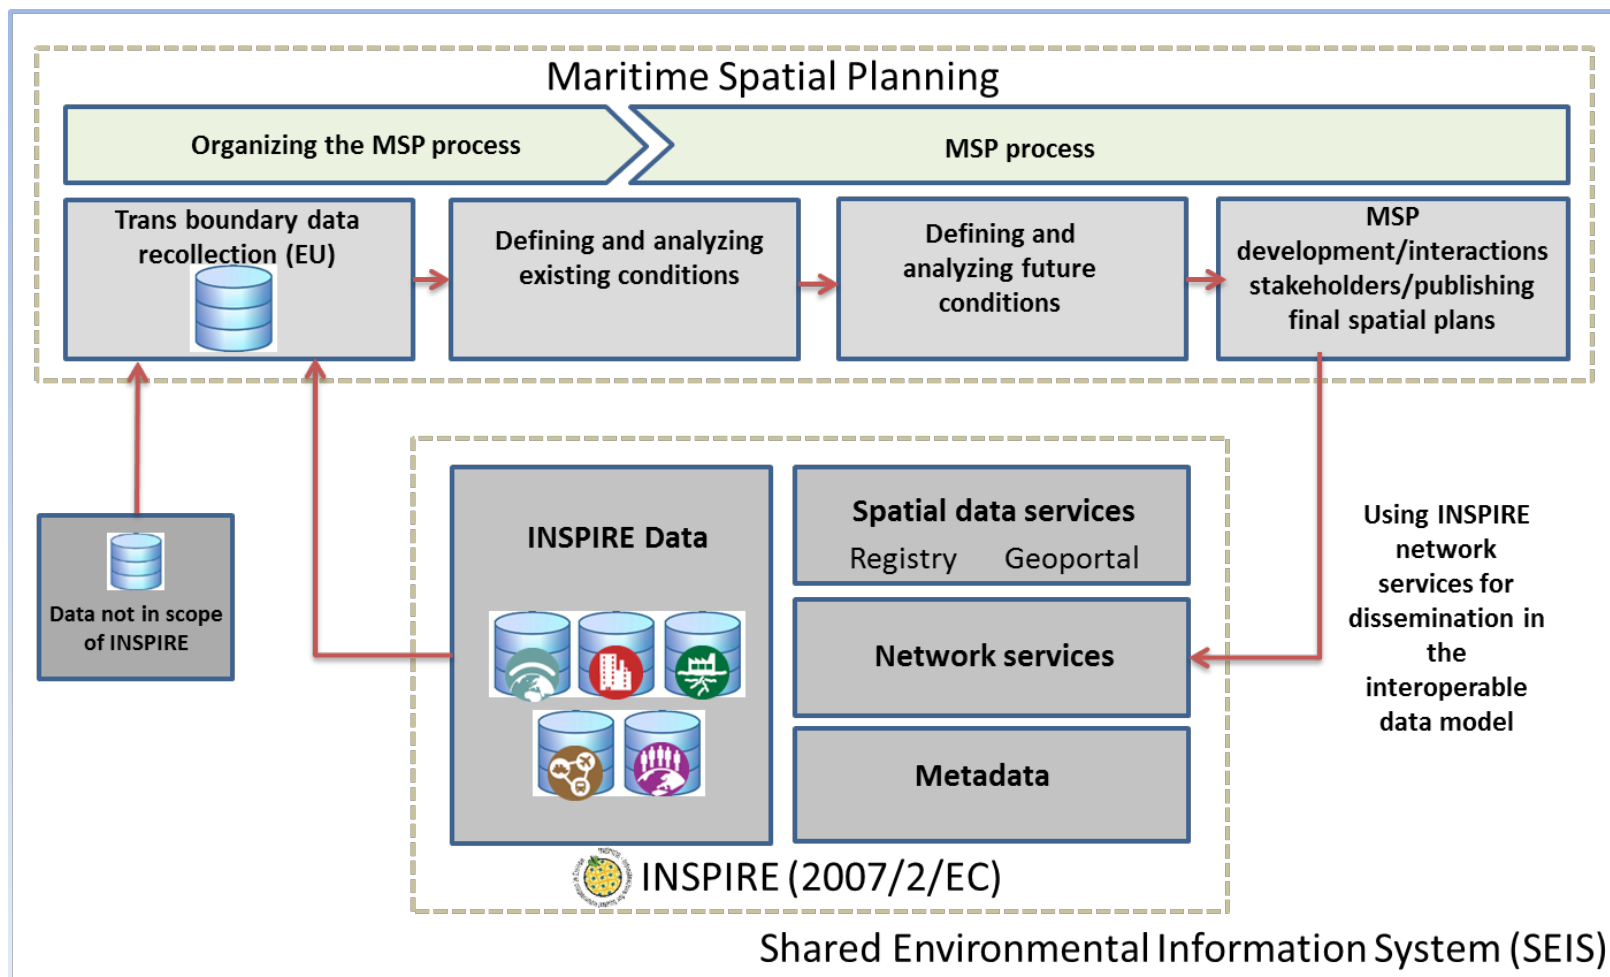 Maritime Spatial Planning
Organizing the MSP process
MSP process
Trans boundary data
recollection (EU)
Defining and analyzing
existing conditions
Defining and
analyzing future
conditions
MSP
development/interactions
stakeholders/publishing
final spatial plans
Data not in scope
of INSPIRE
INSPIRE Data
Spatial data services
Registry Geoportal
Network services
Metadata
Using INSPIRE
network
services for
dissemination in
the
interoperable
data model
INSPIRE (2007/2/EC)
Shared Environmental Information System (SEIS)